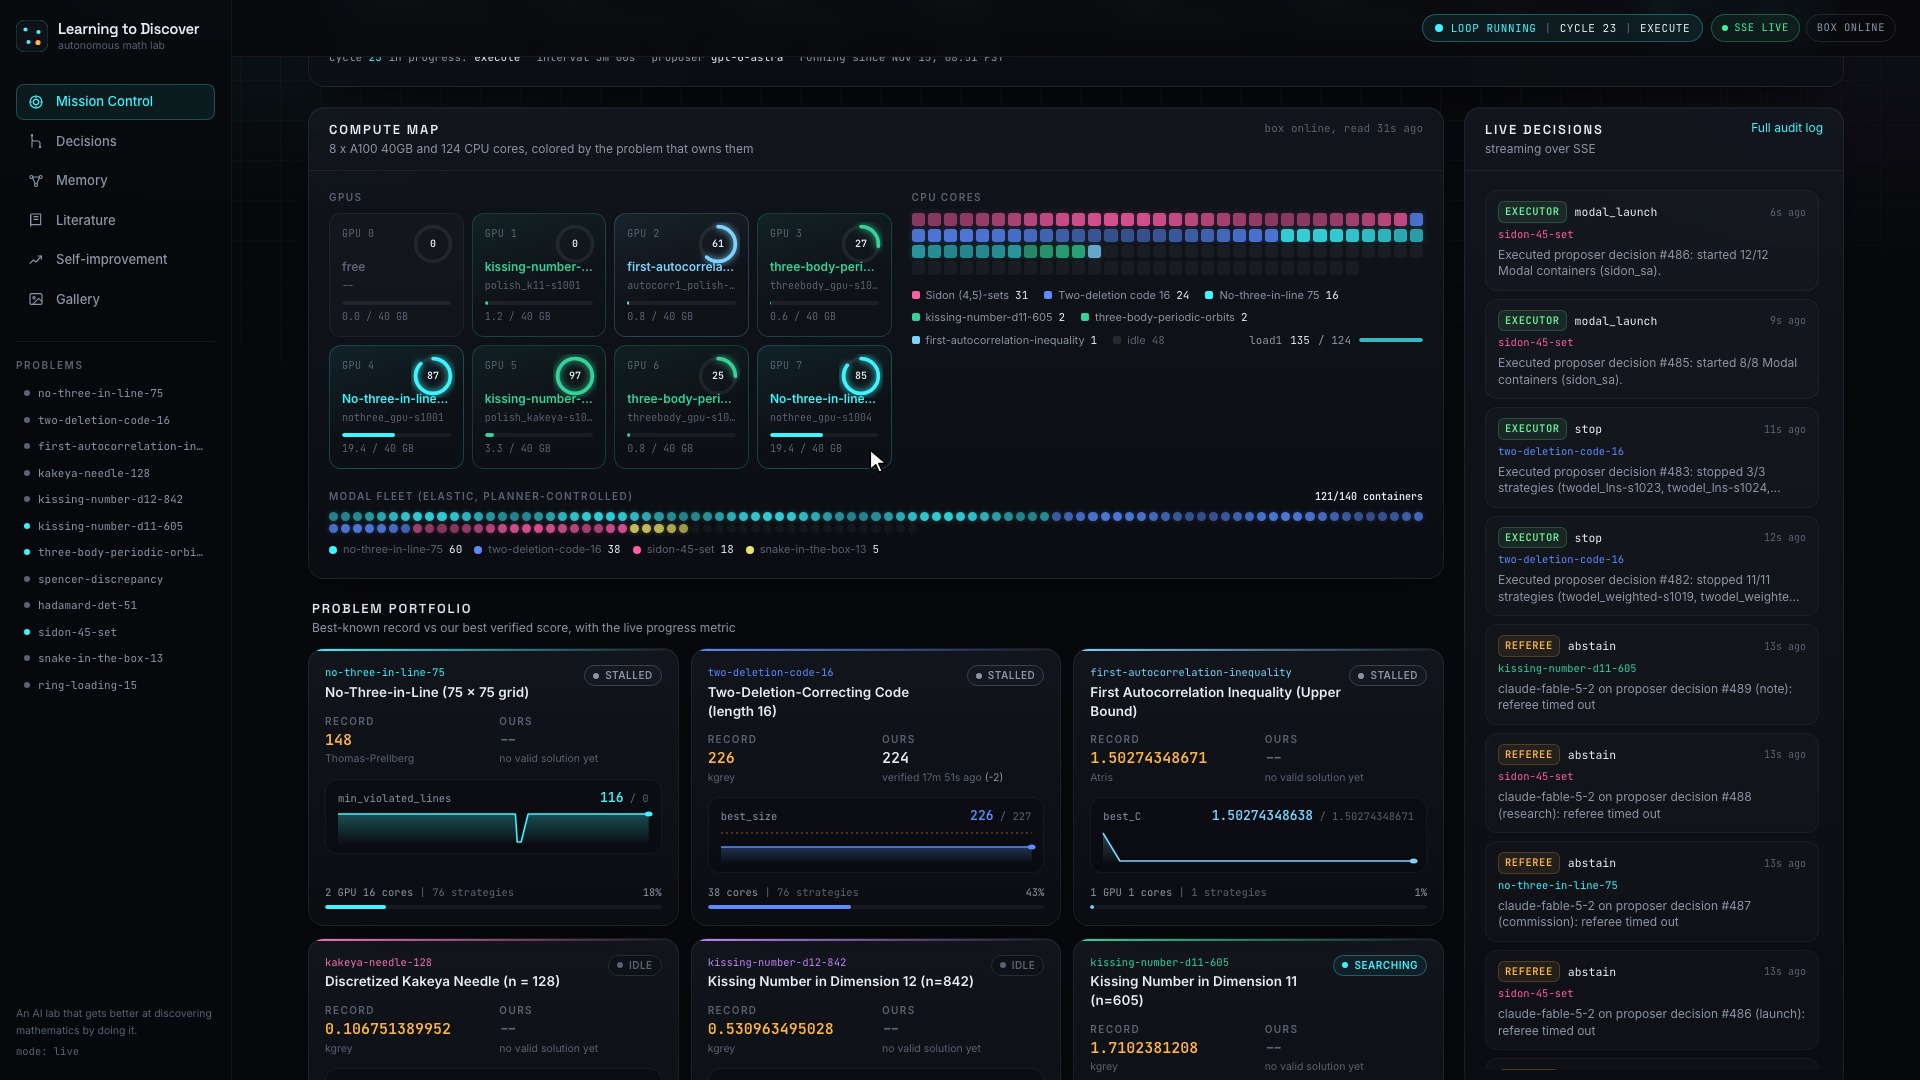 Learning to Discover
autonomous math lab
Mission Control
Decisions
Memory
Literature
Self-improvement
Gallery
PROBLEMS
no-three-in-line-75
two-deletion-code-16
first-autocorrelation-in…
kakeya-needle-128
kissing-number-d12-842
kissing-number-d11-605
three-body-periodic-orbi…
spencer-discrepancy
hadamard-det-51
sidon-45-set
snake-in-the-box-13
ring-loading-15
An AI lab that gets better at discovering
mathematics by doing it.
mode: live
LOOP RUNNING | CYCLE 23 | EXECUTE
SSE LIVE
BOX ONLINE
cycle 23 in progress: execute interval 3m 00s proposer gpt-6-astra running since Nov 15, 08:51 PST
COMPUTE MAP
box online, read 31s ago
8 x A100 40GB and 124 CPU cores, colored by the problem that owns them
GPUS
GPU 0
0
free
--
0.0 / 40 GB
GPU 1
0
kissing-number-…
polish_k11-s1001
1.2 / 40 GB
GPU 2
61
first-autocorrela…
autocorr1_polish-…
0.8 / 40 GB
GPU 3
27
three-body-peri…
threebody_gpu-s10…
0.6 / 40 GB
GPU 4
87
No-three-in-line…
nothree_gpu-s1001
19.4 / 40 GB
GPU 5
97
kissing-number-…
polish_kakeya-s10…
3.3 / 40 GB
GPU 6
25
three-body-peri…
threebody_gpu-s10…
0.8 / 40 GB
GPU 7
85
No-three-in-line…
nothree_gpu-s1004
19.4 / 40 GB
CPU CORES
Sidon (4,5)-sets 31 Two-deletion code 16 24 No-three-in-line 75 16
kissing-number-d11-605 2 three-body-periodic-orbits 2
first-autocorrelation-inequality 1 idle 48 load1 135 / 124
MODAL FLEET (ELASTIC, PLANNER-CONTROLLED)
121/140 containers
no-three-in-line-75 60 two-deletion-code-16 38 sidon-45-set 18 snake-in-the-box-13 5
PROBLEM PORTFOLIO
Best-known record vs our best verified score, with the live progress metric
no-three-in-line-75
STALLED
No-Three-in-Line (75 × 75 grid)
RECORD OURS
148 --
Thomas-Prellberg no valid solution yet
min_violated_lines 116 / 0
2 GPU 16 cores | 76 strategies 18%
two-deletion-code-16
STALLED
Two-Deletion-Correcting Code
(length 16)
RECORD OURS
226 224
kgrey verified 17m 51s ago (-2)
best_size 226 / 227
38 cores | 76 strategies 43%
first-autocorrelation-inequality
STALLED
First Autocorrelation Inequality (Upper
Bound)
RECORD OURS
1.50274348671 --
Atris no valid solution yet
best_C 1.50274348638 / 1.50274348671
1 GPU 1 cores | 1 strategies 1%
kakeya-needle-128
IDLE
Discretized Kakeya Needle (n = 128)
RECORD OURS
0.106751389952 --
kgrey no valid solution yet
kissing-number-d12-842
IDLE
Kissing Number in Dimension 12 (n=842)
RECORD OURS
0.530963495028 --
kgrey no valid solution yet
kissing-number-d11-605
SEARCHING
Kissing Number in Dimension 11
(n=605)
RECORD OURS
1.7102381208 --
kgrey no valid solution yet
LIVE DECISIONS
Full audit log
streaming over SSE
EXECUTOR modal_launch 6s ago
sidon-45-set
Executed proposer decision #486: started 12/12
Modal containers (sidon_sa).
EXECUTOR modal_launch 9s ago
sidon-45-set
Executed proposer decision #485: started 8/8 Modal
containers (sidon_sa).
EXECUTOR stop 11s ago
two-deletion-code-16
Executed proposer decision #483: stopped 3/3
strategies (twodel_lns-s1023, twodel_lns-s1024,…
EXECUTOR stop 12s ago
two-deletion-code-16
Executed proposer decision #482: stopped 11/11
strategies (twodel_weighted-s1019, twodel_weighte…
REFEREE abstain 13s ago
kissing-number-d11-605
claude-fable-5-2 on proposer decision #489 (note):
referee timed out
REFEREE abstain 13s ago
sidon-45-set
claude-fable-5-2 on proposer decision #488
(research): referee timed out
REFEREE abstain 13s ago
no-three-in-line-75
claude-fable-5-2 on proposer decision #487
(commission): referee timed out
REFEREE abstain 13s ago
sidon-45-set
claude-fable-5-2 on proposer decision #486 (launch):
referee timed out